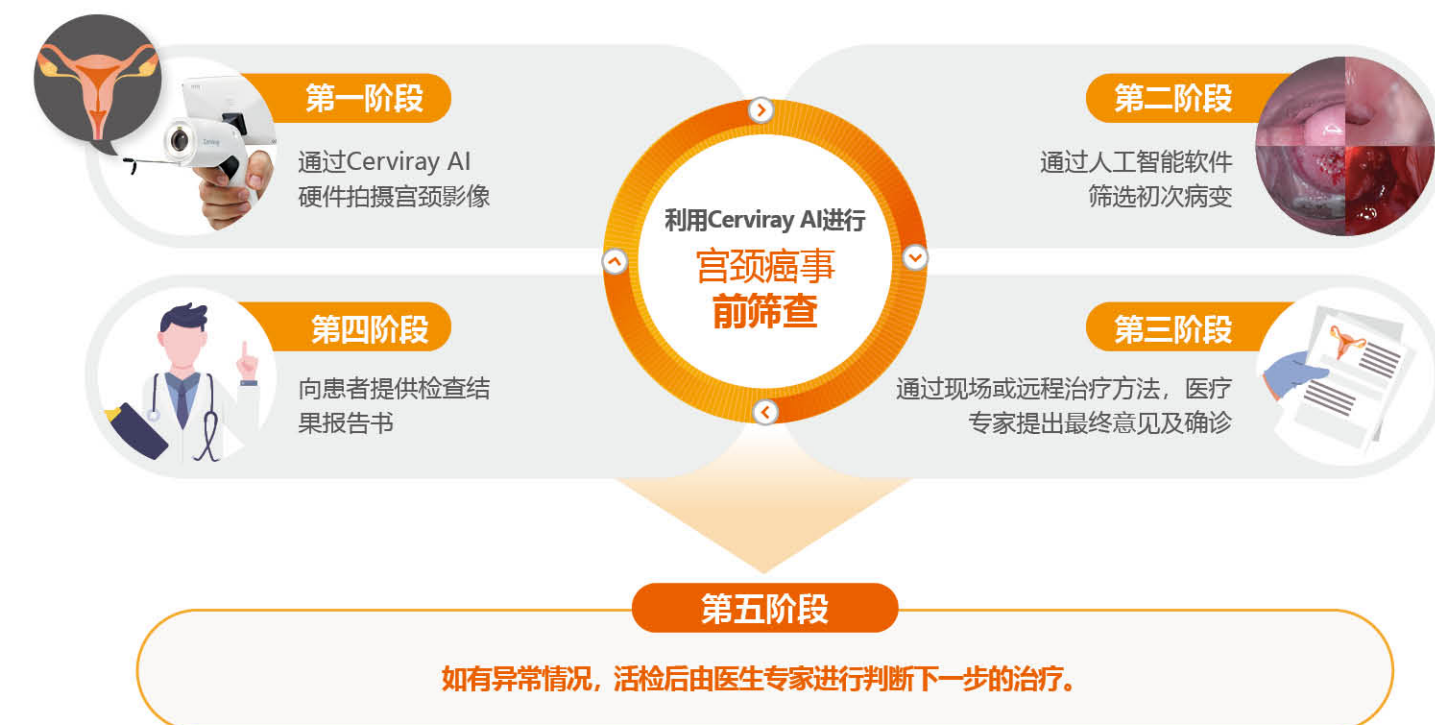 第一阶段
通过Cerviray AI
硬件拍摄宫颈影像
第二阶段
通过人工智能软件
筛选初次病变
利用Cerviray AI进行
宫颈癌事
前筛查
第四阶段
向患者提供检查结
果报告书
第三阶段
通过现场或远程治疗方法，医疗
专家提出最终意见及确诊
第五阶段
如有异常情况，活检后由医生专家进行判断下一步的治疗。